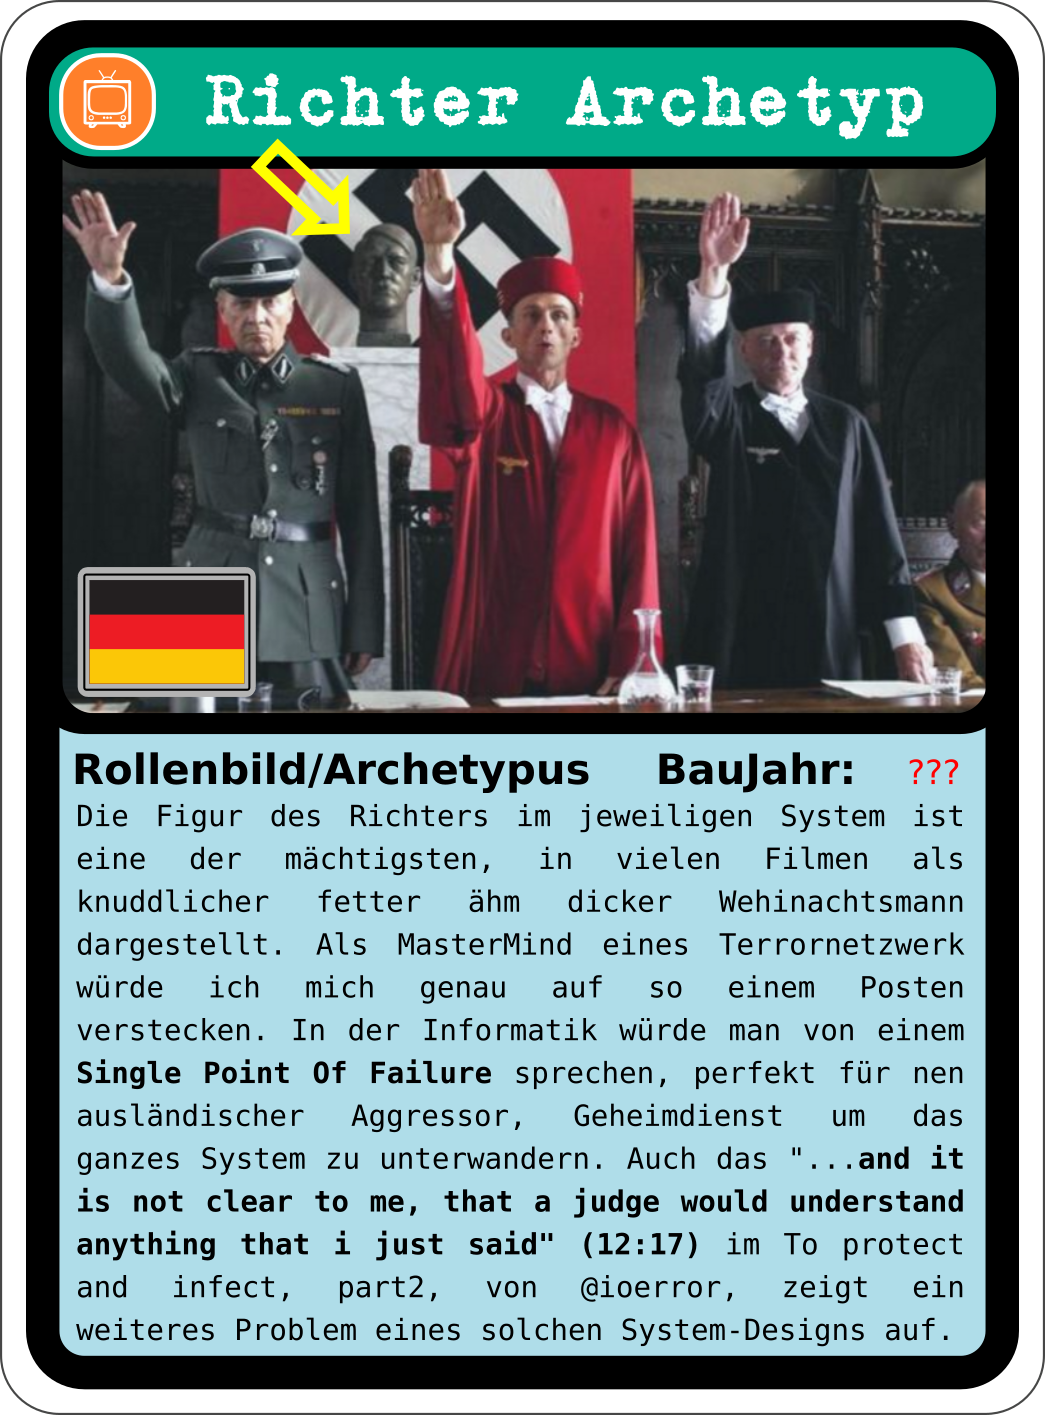 Richter Archetyp
Rollenbild/Archetypus BauJahr: ???
Die Figur des Richters im jeweiligen System ist
eine der mächtigsten, in vielen Filmen als
knuddlicher fetter ähm dicker Wehinachtsmann
dargestellt. Als MasterMind eines Terrornetzwerk
würde ich mich genau auf so einem Posten
verstecken. In der Informatik würde man von einem
Single Point Of Failure sprechen, perfekt für nen
ausländischer Aggressor, Geheimdienst um das
ganzes System zu unterwandern. Auch das "...and it
is not clear to me, that a judge would understand
anything that i just said" (12:17) im To protect
and infect, part2, von @ioerror, zeigt ein
weiteres Problem eines solchen System-Designs auf.